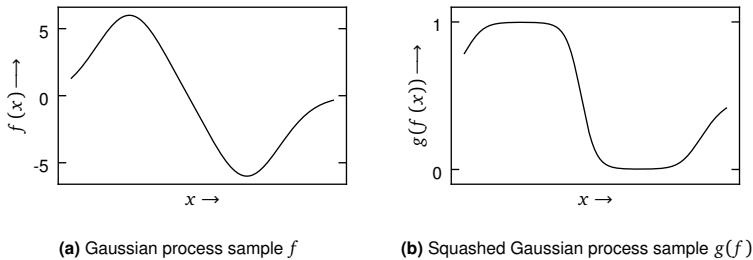 5
0
-5
f (x) →
x →
(a) Gaussian process sample f
1
0
g(f (x)) →
x →
(b) Squashed Gaussian process sample g(f)